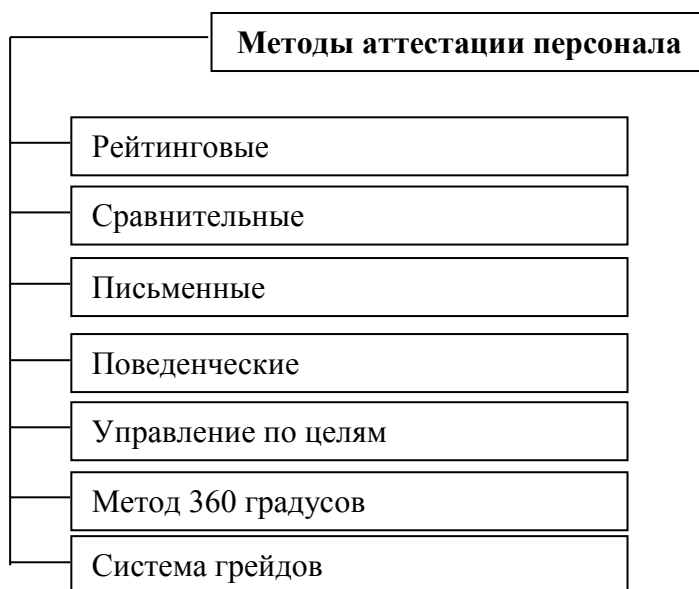 Методы аттестации персонала
Рейтинговые
Сравнительные
Письменные
Поведенческие
Управление по целям
Метод 360 градусов
Система грейдов